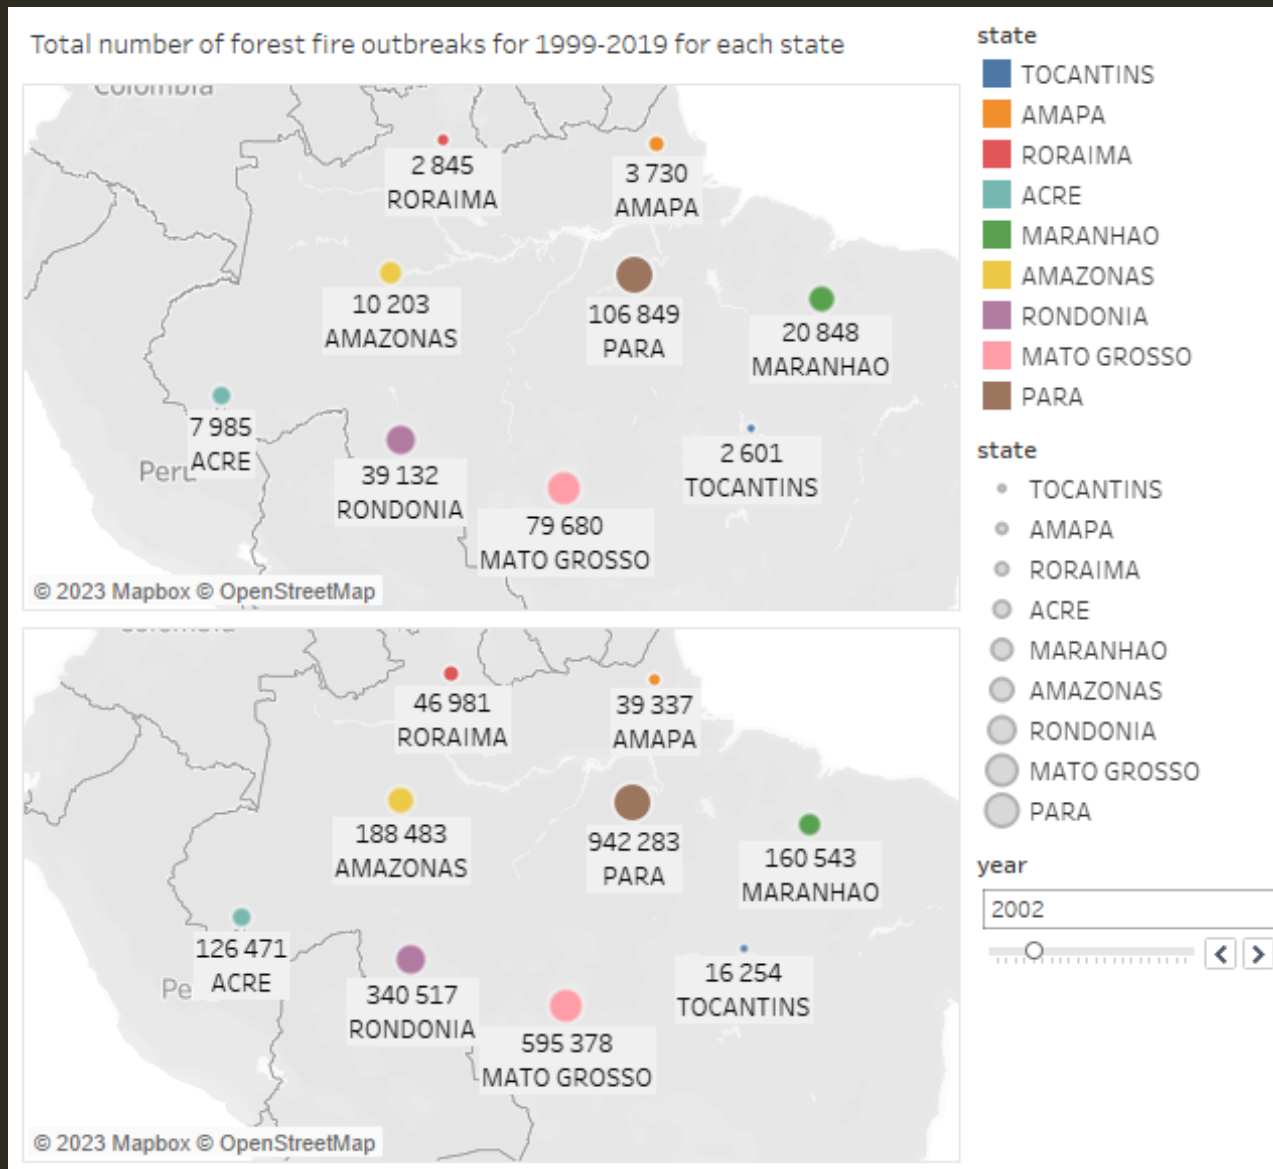 Total number of forest fire outbreaks for 1999-2019 for each state
Colombia
2 845
RORAIMA
3 730
AMAPA
10 203
AMAZONAS
106 849
PARA
20 848
MARANHAO
7 985
ACRE
Peru
39 132
RONDONIA
79 680
MATO GROSSO
2 601
TOCANTINS
© 2023 Mapbox © OpenStreetMap
Colombia
46 981
RORAIMA
39 337
AMAPA
188 483
AMAZONAS
942 283
PARA
160 543
MARANHAO
126 471
ACRE
Pe
340 517
RONDONIA
595 378
MATO GROSSO
16 254
TOCANTINS
© 2023 Mapbox © OpenStreetMap
state
TOCANTINS
AMAPA
RORAIMA
ACRE
MARANHAO
AMAZONAS
RONDONIA
MATO GROSSO
PARA
state
TOCANTINS
AMAPA
RORAIMA
ACRE
MARANHAO
AMAZONAS
RONDONIA
MATO GROSSO
PARA
year
2002